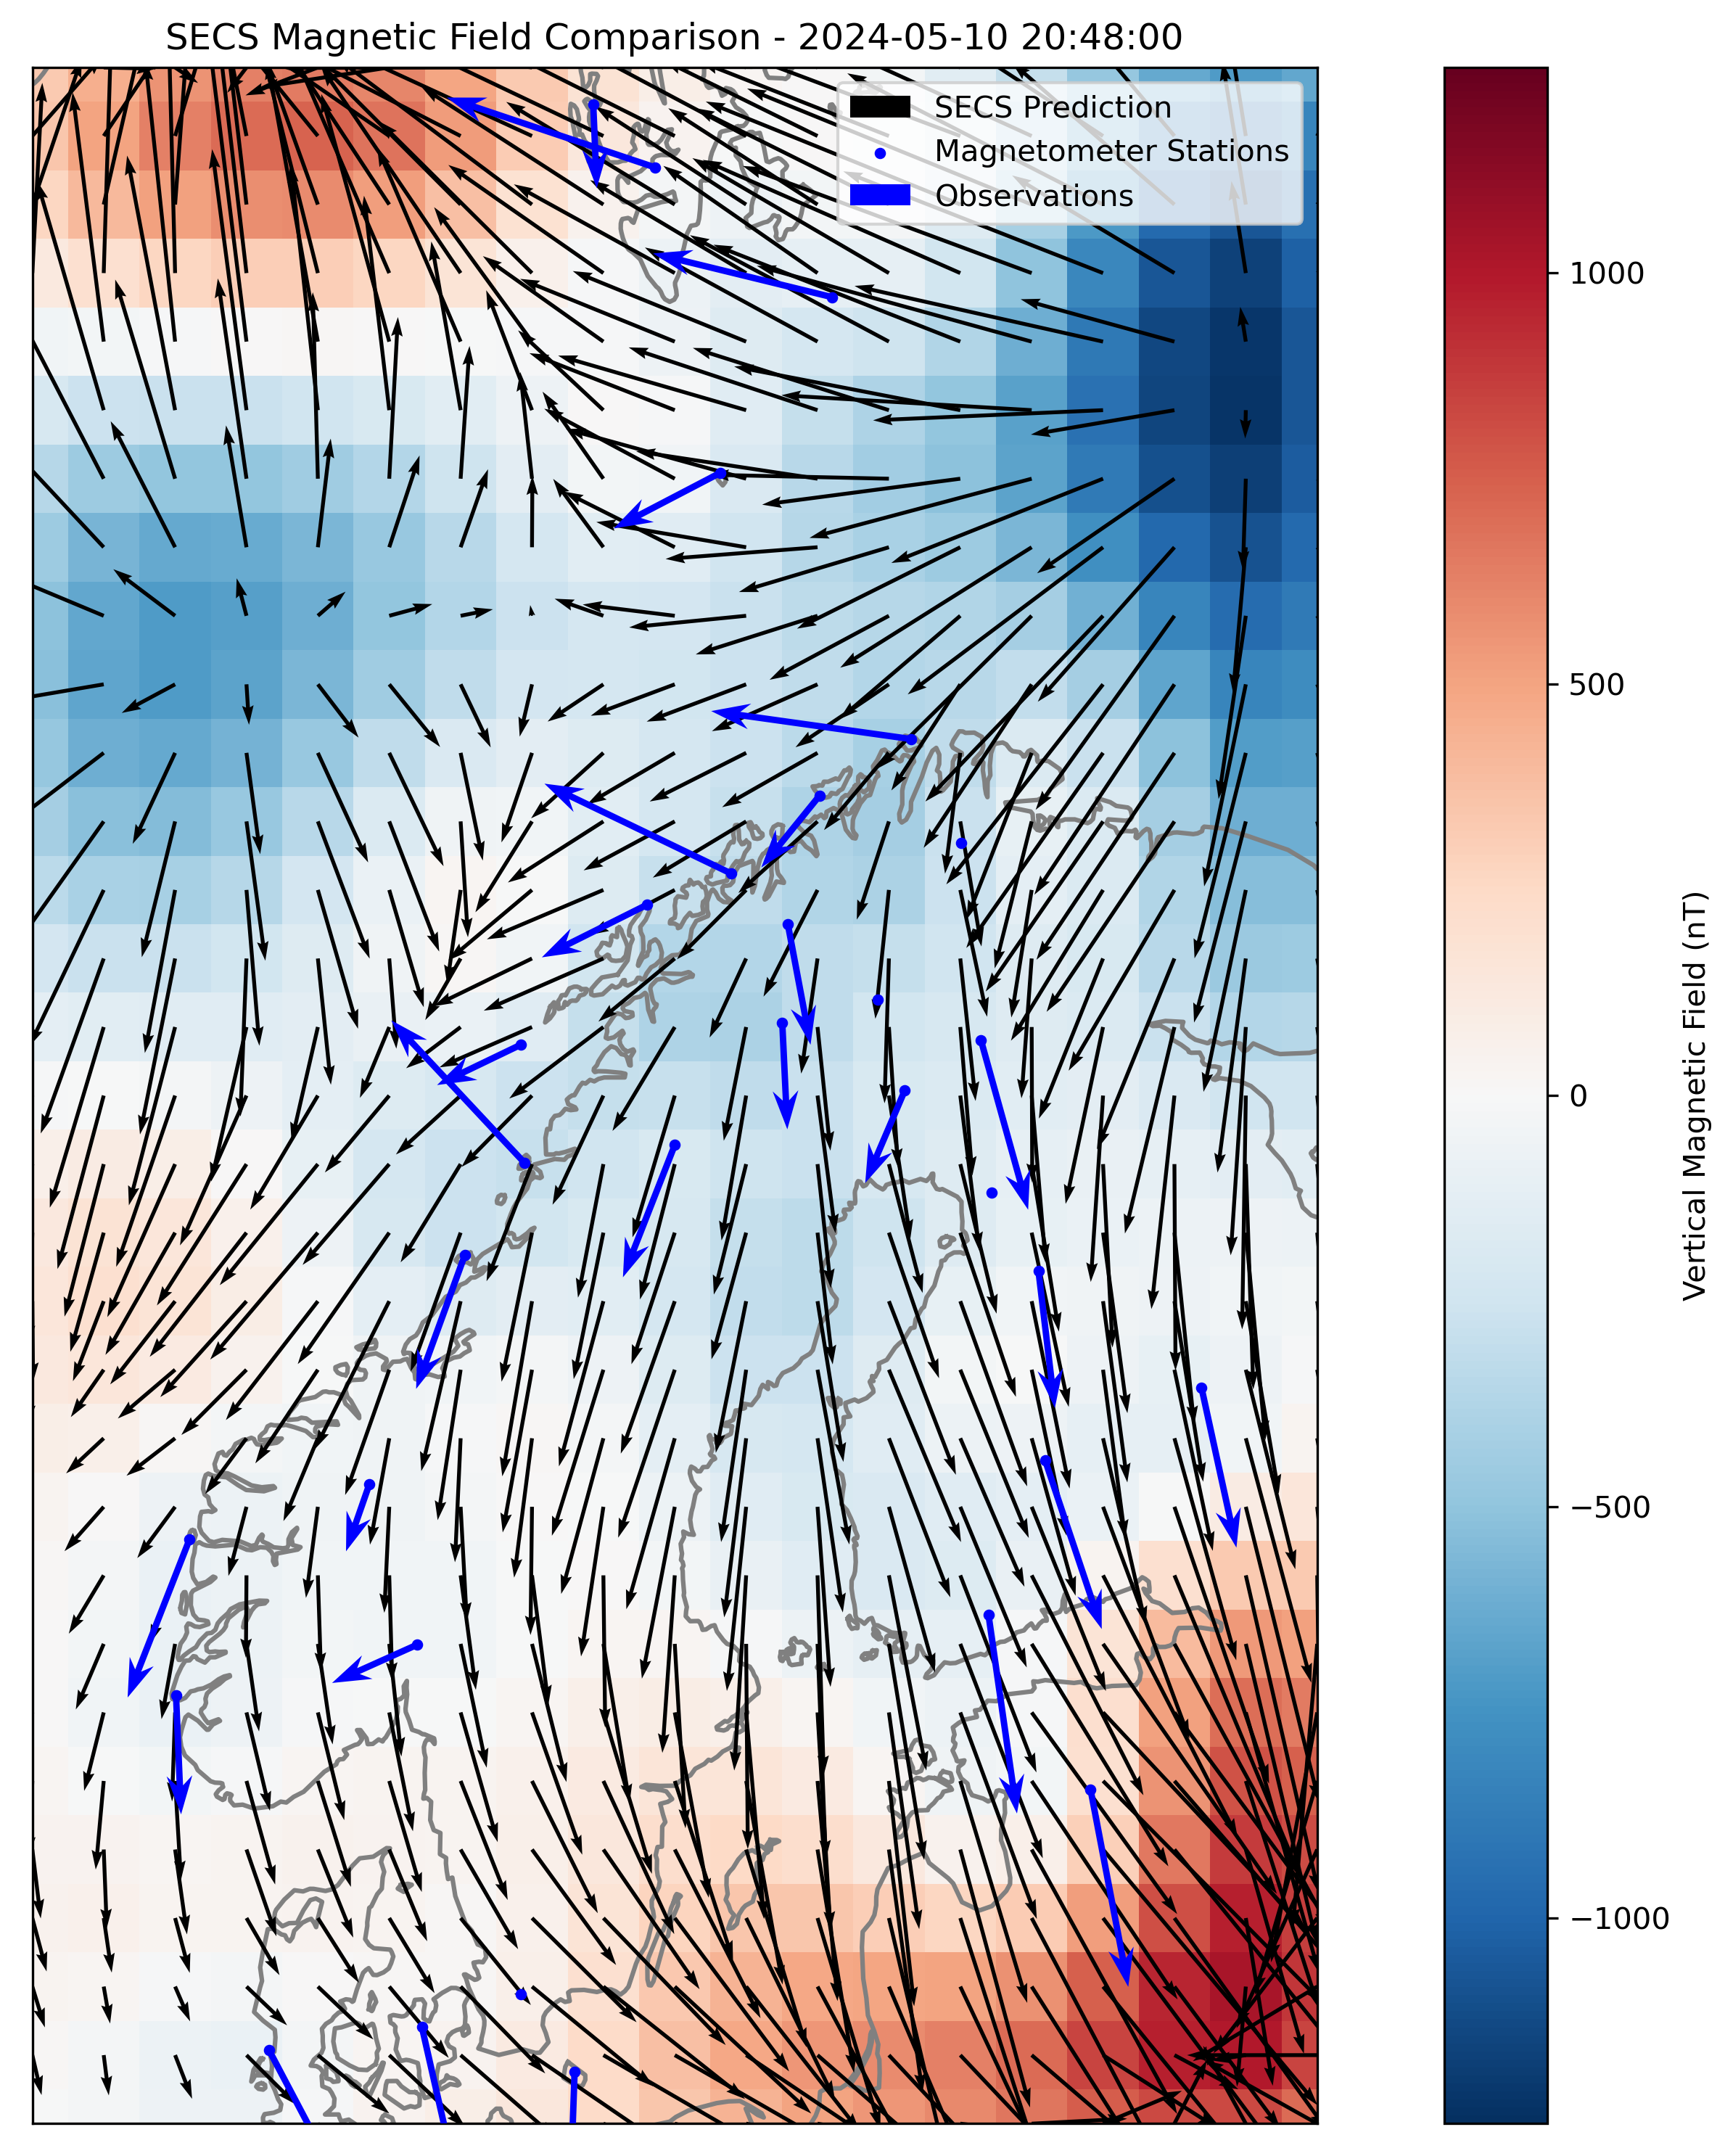 SECS Magnetic Field Comparison - 2024-05-10 20:48:00
SECS Prediction
Magnetometer Stations
Observations
1000
500
0
−500
−1000
Vertical Magnetic Field (nT)